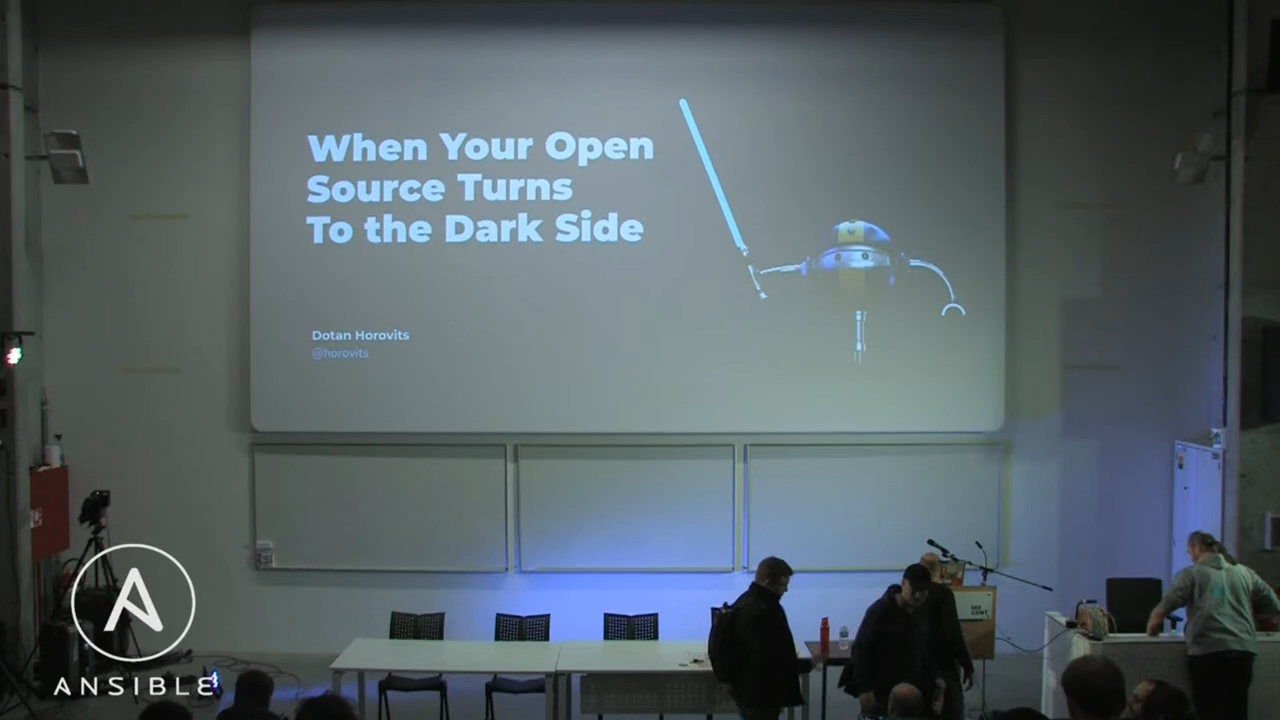 When Your Open
Source Turns
To the Dark Side
Dotan Horovits
@horovits
ANSIBLE